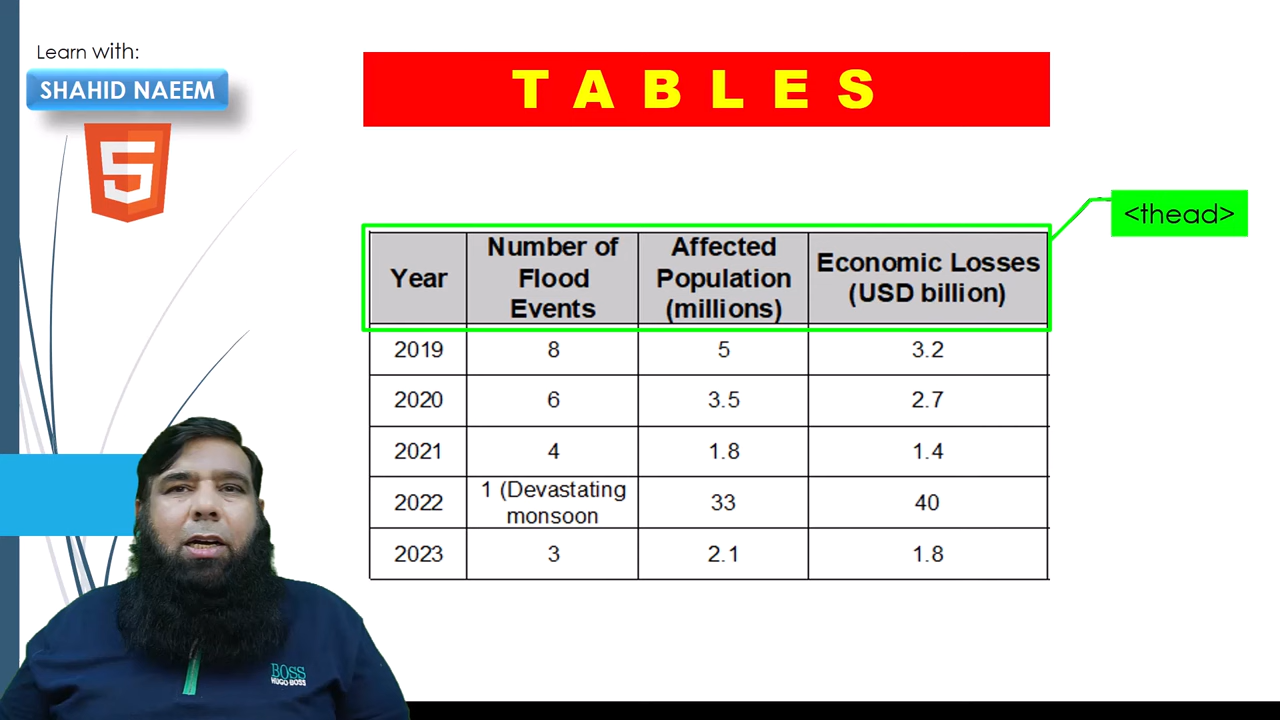 Learn with:
SHAHID NAEEM
5
T A B L E S
<thead>
Year
Number of
Flood
Events
Affected
Population
(millions)
Economic Losses
(USD billion)
2019 8 5 3.2
2020 6 3.5 2.7
2021 4 1.8 1.4
2022
1 (Devastating
monsoon
33 40
2023 3 2.1 1.8
BOSS
HUGO BOSS